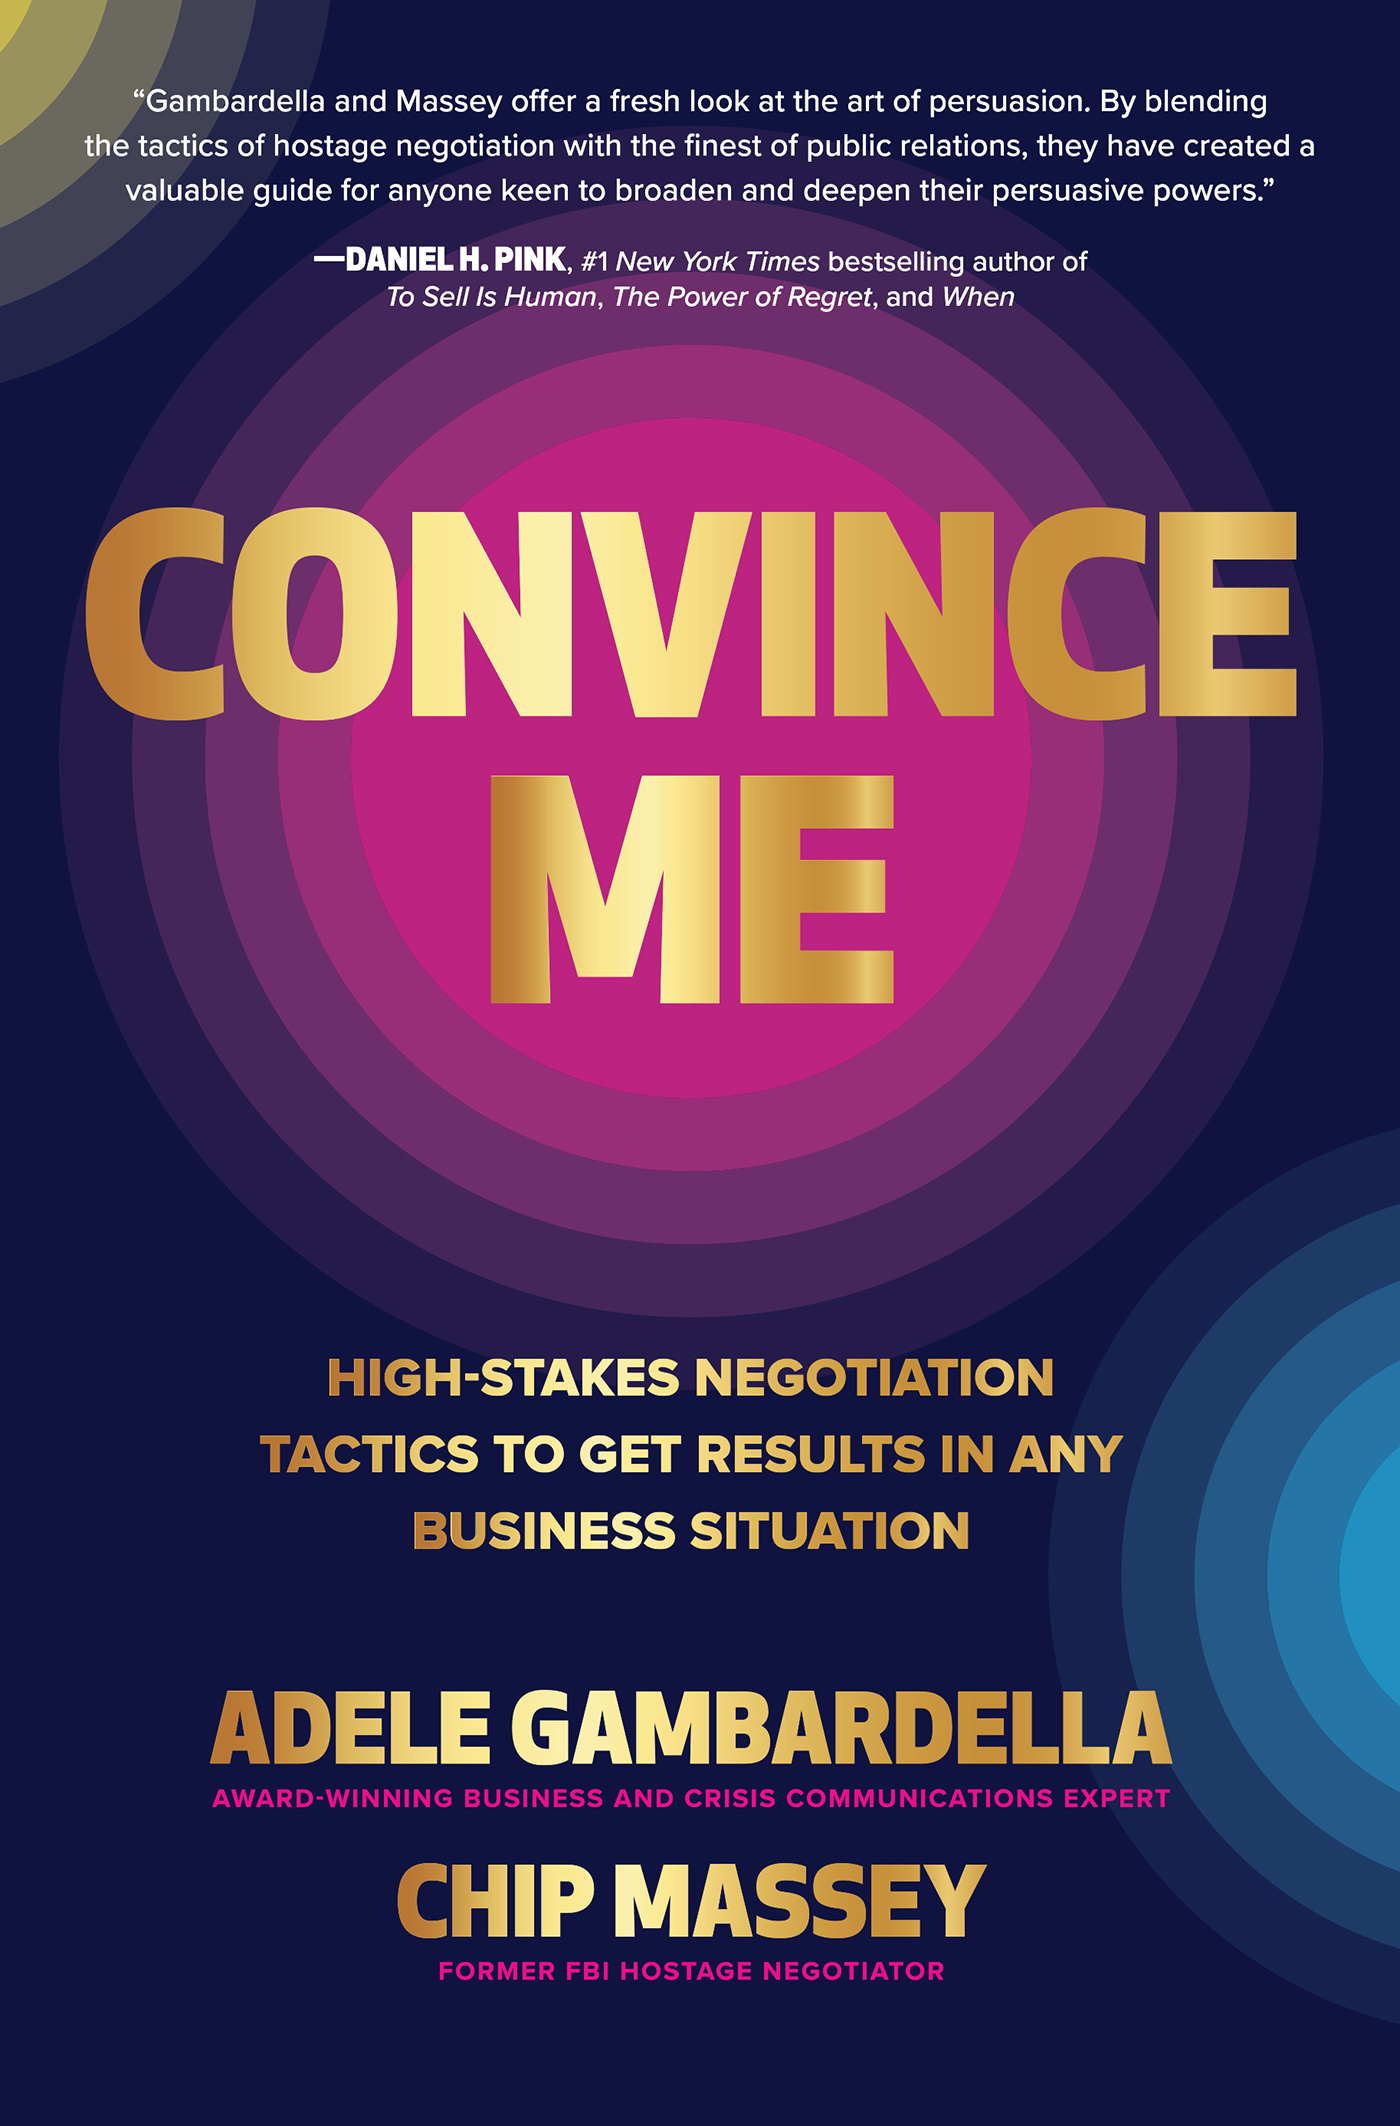 “Gambardella and Massey offer a fresh look at the art of persuasion. By blending
the tactics of hostage negotiation with the finest of public relations, they have created a
valuable guide for anyone keen to broaden and deepen their persuasive powers.”
—DANIEL H. PINK, #1 New York Times bestselling author of
To Sell Is Human, The Power of Regret, and When
CONVINCE
ME
HIGH-STAKES NEGOTIATION
TACTICS TO GET RESULTS IN ANY
BUSINESS SITUATION
ADELE GAMBARDELLA
AWARD-WINNING BUSINESS AND CRISIS COMMUNICATIONS EXPERT
CHIP MASSEY
FORMER FBI HOSTAGE NEGOTIATOR